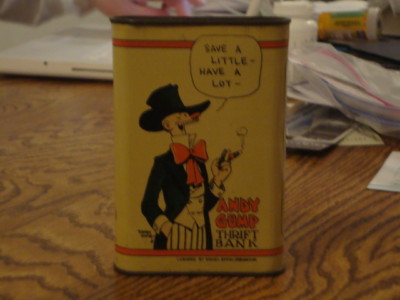 SAVE A
LITTLE-
HAVE A
LOT-
ANDY
GUMP
THRIFT
BANK